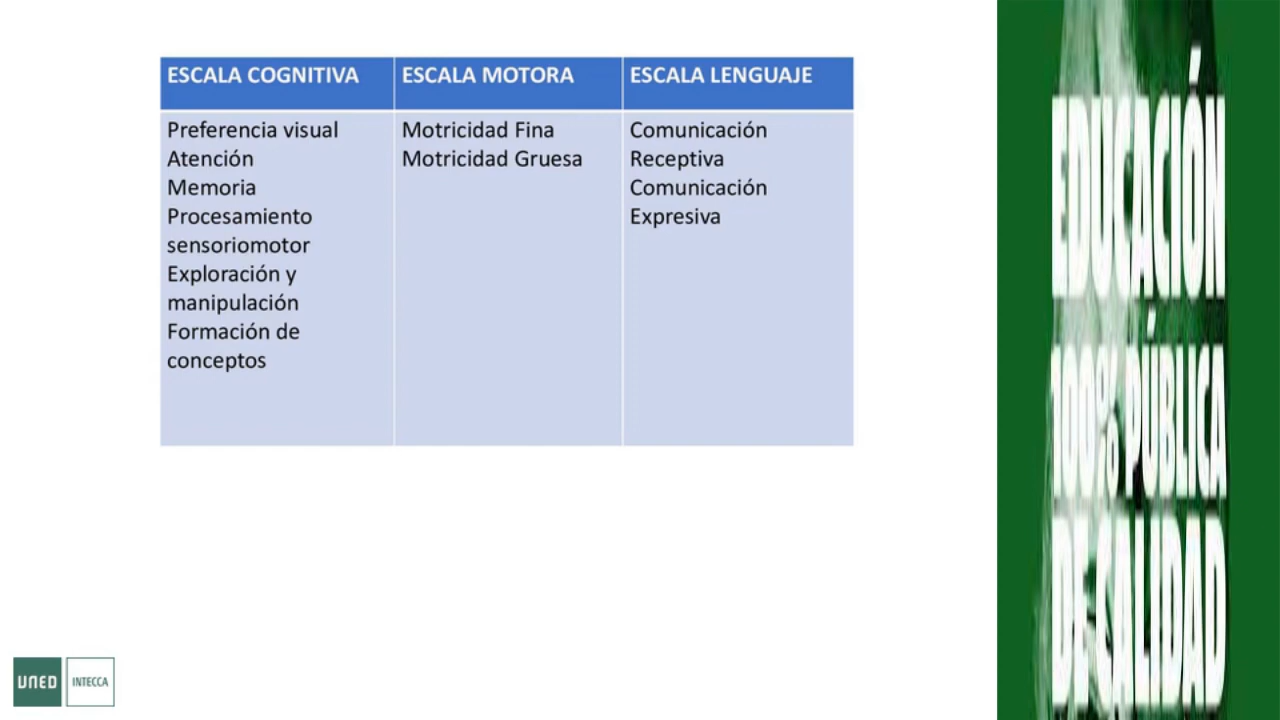 ESCALA COGNITIVA
ESCALA MOTORA
ESCALA LENGUAJE
Preferencia visual
Atención
Memoria
Procesamiento
sensoriomotor
Exploración y
manipulación
Formación de
conceptos
Motricidad Fina
Motricidad Gruesa
Comunicación
Receptiva
Comunicación
Expresiva
EDUCACIÓN
100% PÚBLICA
DE CALIDAD
UNED
INTECCA